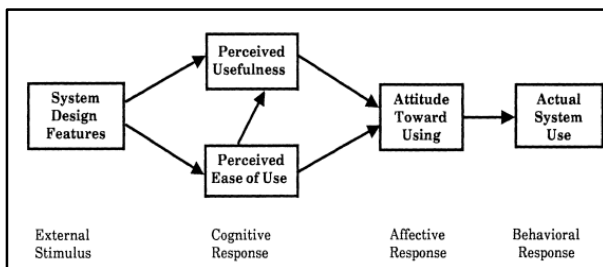 Perceived
Usefulness
System
Design
Features
Attitude
Toward
Using
Actual
System
Use
Perceived
Ease of Use
External
Stimulus
Cognitive
Response
Affective
Response
Behavioral
Response